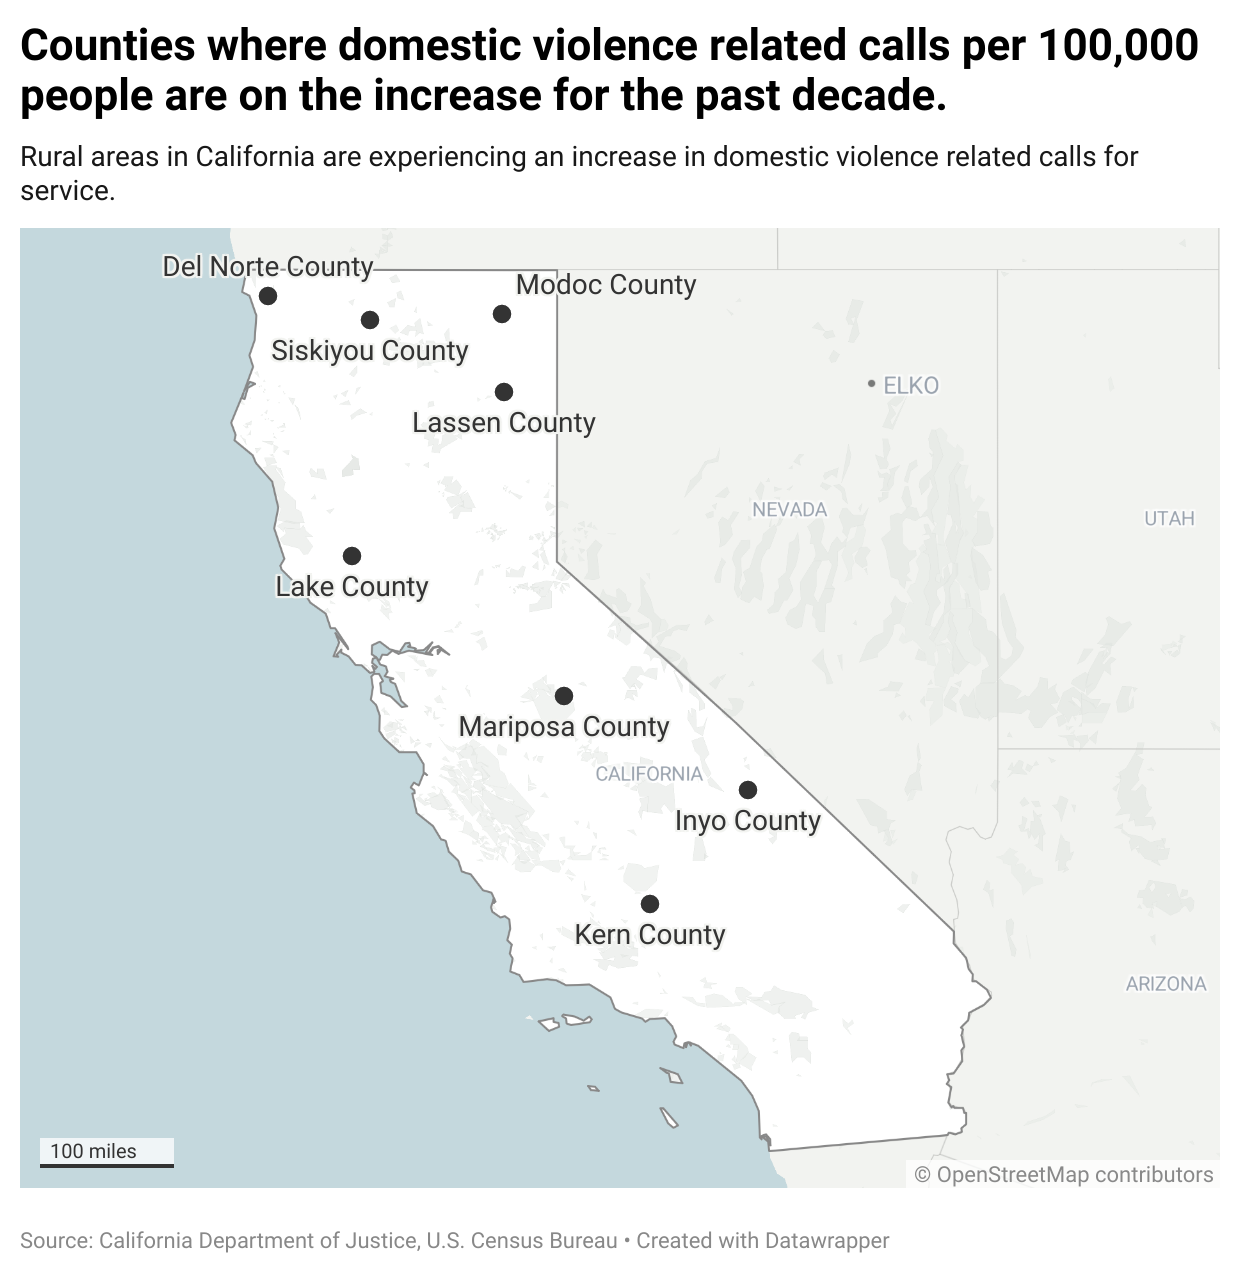 Counties where domestic violence related calls per 100,000
people are on the increase for the past decade.
Rural areas in California are experiencing an increase in domestic violence related calls for
service.
Del Norte County
Modoc County
Siskiyou County
ELKO
Lassen County
NEVADA
UTAH
Lake County
Mariposa County
CALIFORNIA
Inyo County
Kern County
ARIZONA
100 miles
© OpenStreetMap contributors
Source: California Department of Justice, U.S. Census Bureau • Created with Datawrapper